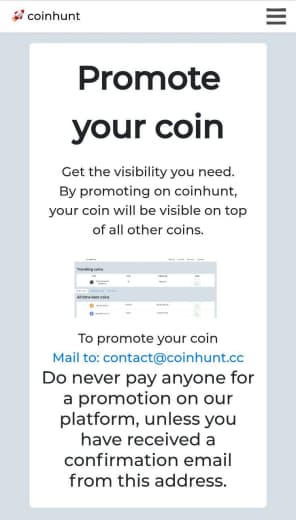 coinhunt
Promote
your coin
Get the visibility you need.
By promoting on coinhunt,
your coin will be visible on top
of all other coins.
Trending coins
All time best coins
To promote your coin
Mail to: contact@coinhunt.cc
Do never pay anyone for
a promotion on our
platform, unless you
have received a
confirmation email
from this address.